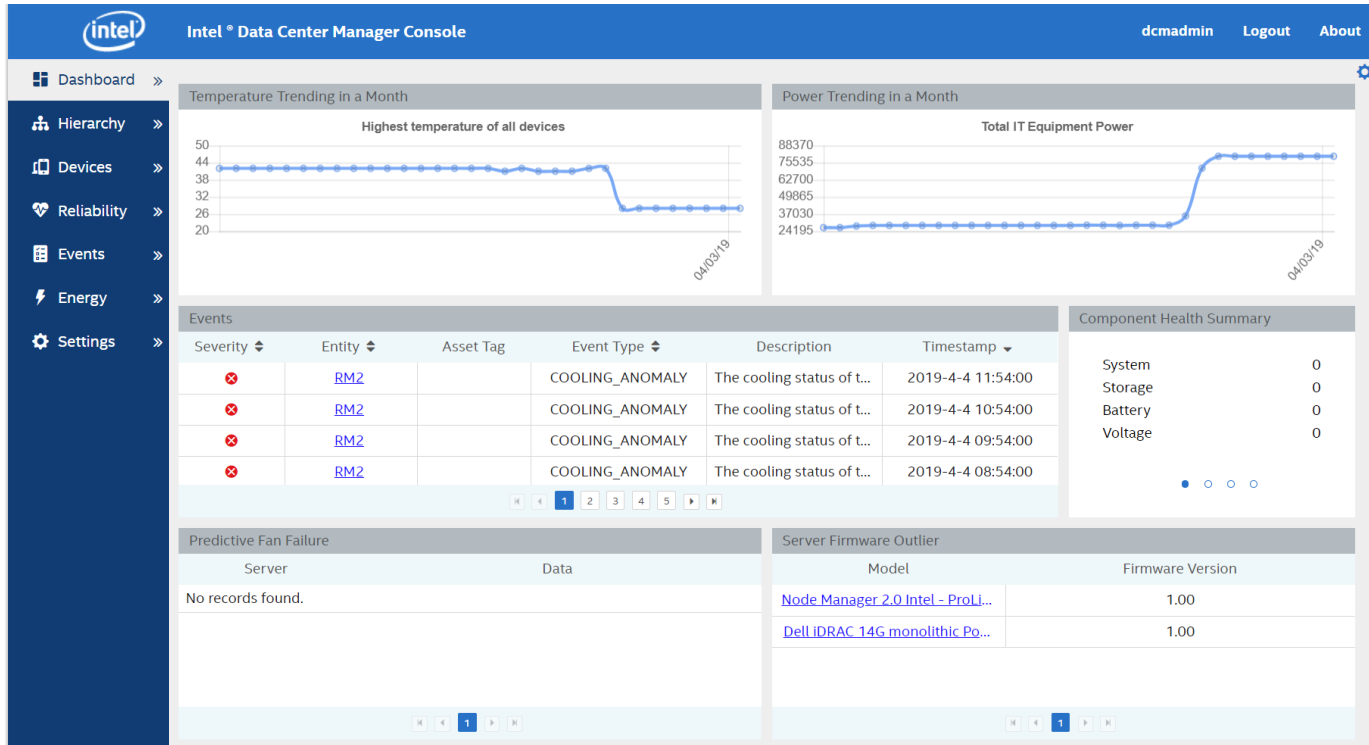 intel
Intel ® Data Center Manager Console
dcmadmin Logout About
Dashboard
Hierarchy
Devices
Reliability
Events
Energy
Settings
Temperature Trending in a Month
Highest temperature of all devices
50
44
38
32
26
20
04/03/19
Power Trending in a Month
Total IT Equipment Power
88370
75535
62700
49865
37030
24195
04/03/19
Events
Severity Entity Asset Tag Event Type Description Timestamp
RM2 COOLING_ANOMALY The cooling status of t... 2019-4-4 11:54:00
RM2 COOLING_ANOMALY The cooling status of t... 2019-4-4 10:54:00
RM2 COOLING_ANOMALY The cooling status of t... 2019-4-4 09:54:00
RM2 COOLING_ANOMALY The cooling status of t... 2019-4-4 08:54:00
1 2 3 4 5
Component Health Summary
System 0
Storage 0
Battery 0
Voltage 0
Predictive Fan Failure
Server Data
No records found.
1
Server Firmware Outlier
Model Firmware Version
Node Manager 2.0 Intel - ProLi... 1.00
Dell iDRAC 14G monolithic Po... 1.00
1